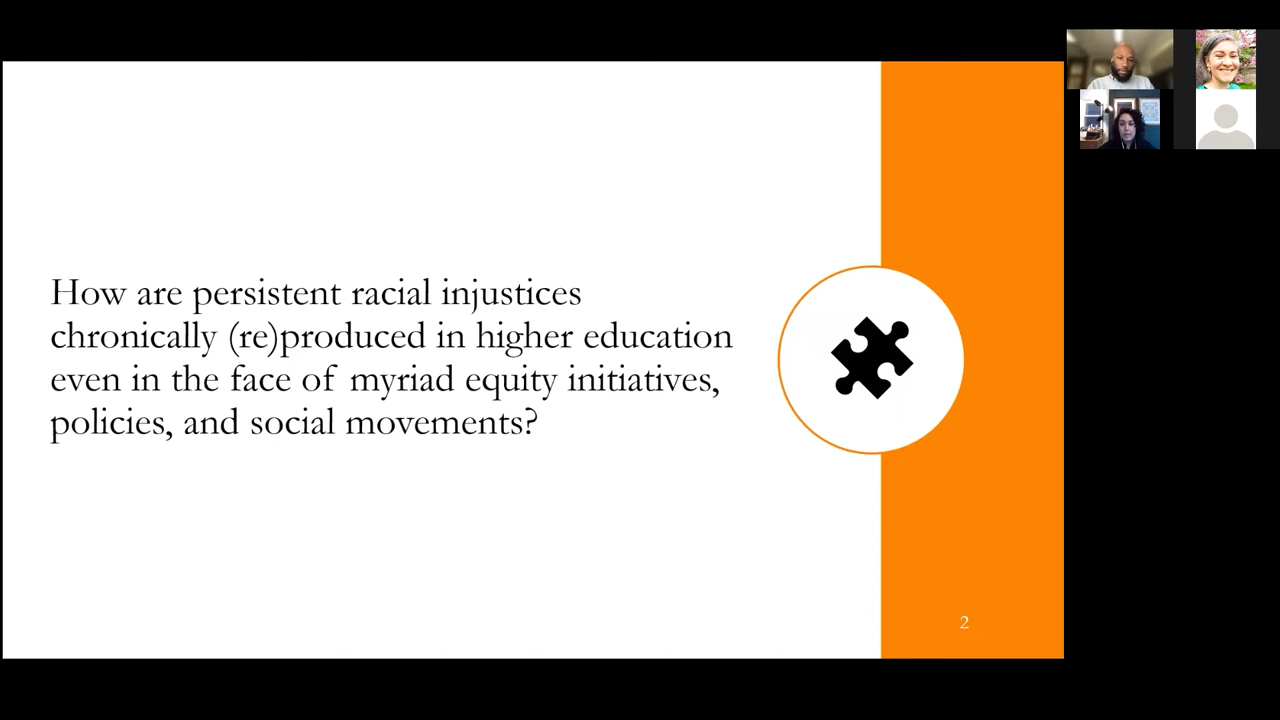 How are persistent racial injustices
chronically (re)produced in higher education
even in the face of myriad equity initiatives,
policies, and social movements?
2